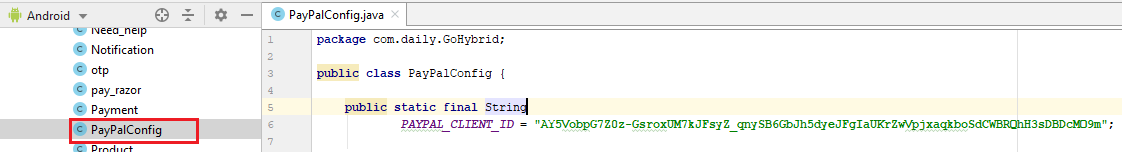 Android
PayPalConfig.java
Need_help
Notification
otp
pay_razor
Payment
PayPalConfig
Product
1 package com.daily.GoHybrid;
2
3 public class PayPalConfig {
4
5 public static final String
6 PAYPAL_CLIENT_ID = "AY5VobpG7Z0z-GsroxUM7kJFsyZ_qnySB6GbJh5dyeJFgIaUKrZwVpjxaqkboSdCWBRQhH3sDBDcMO9m";
7